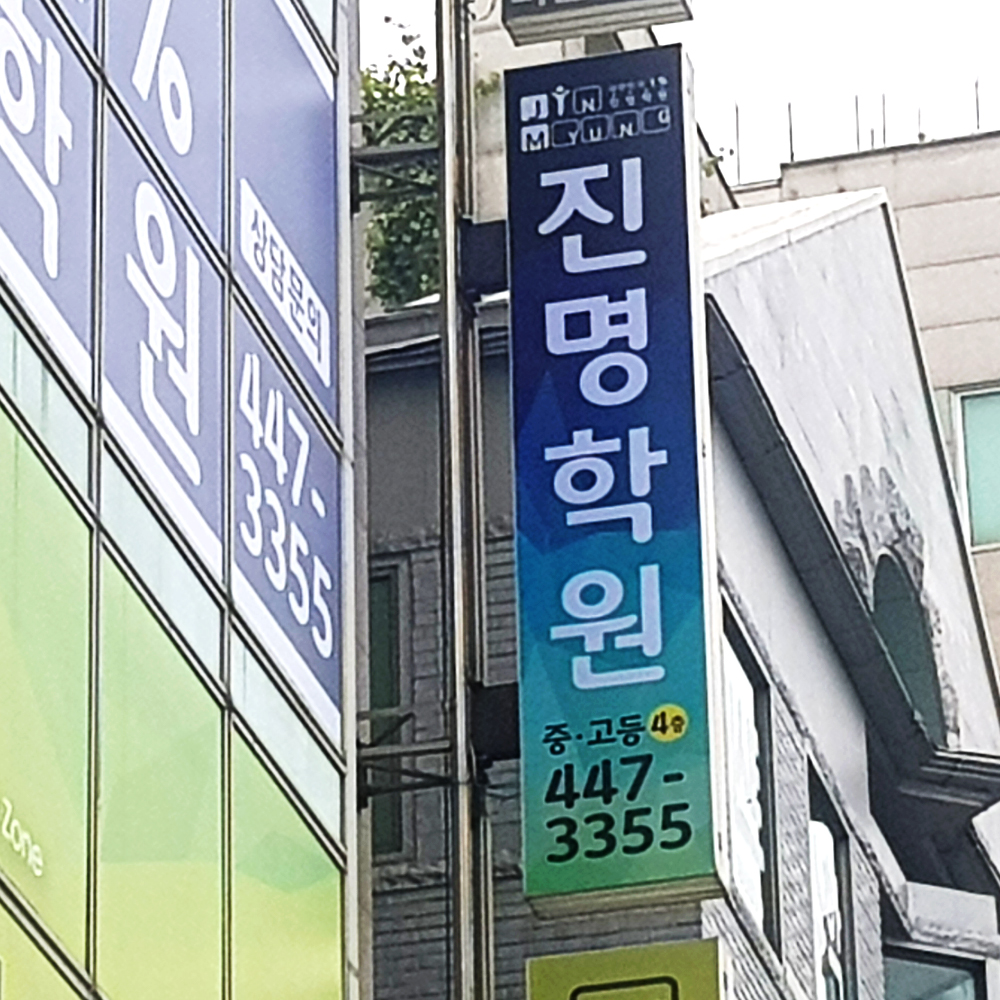 학
%
원
상담문의
447-
3355
Zone
JIN
MYUNG
진명학원
중·고등 4층
447-
3355